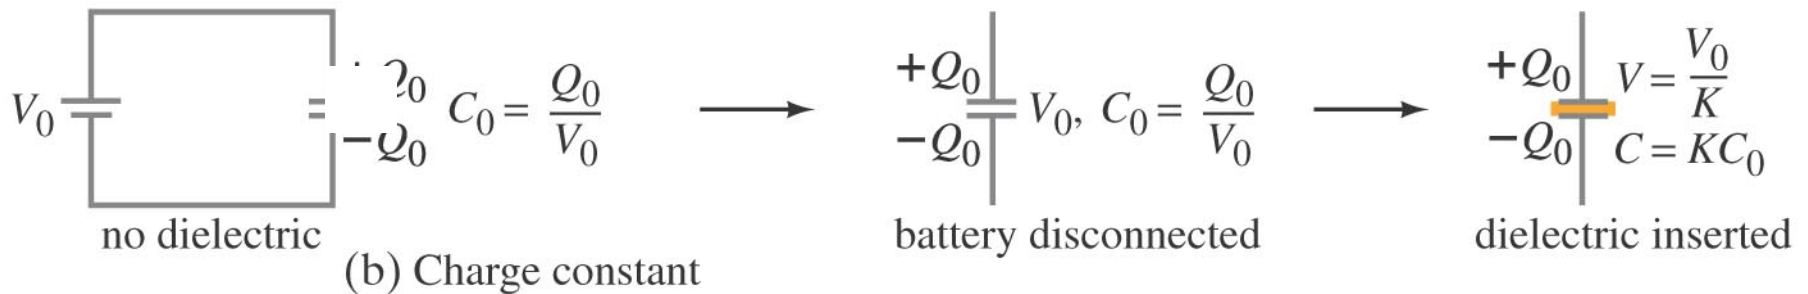 V₀ Q₀ −Q₀ C₀ = Q₀/V₀
+Q₀ −Q₀ V₀, C₀ = Q₀/V₀
+Q₀ −Q₀ V = V₀/K
C = KC₀
no dielectric
battery disconnected
dielectric inserted
(b) Charge constant